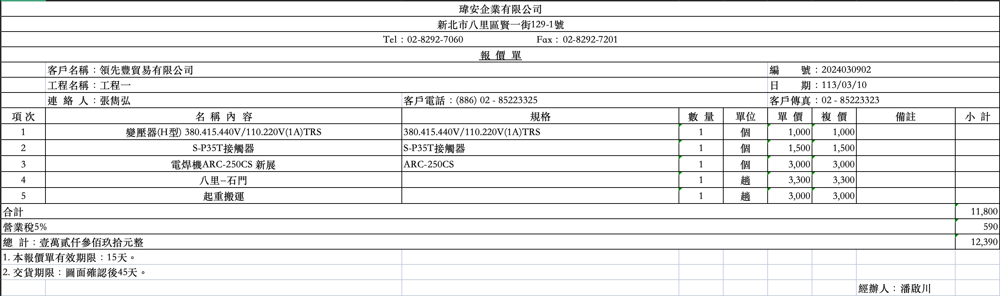 瑋安企業有限公司
新北市八里區賢一街129-1號
Tel：02-8292-7060 Fax：02-8292-7201
報 價 單
客戶名稱：領先豐貿易有限公司 編 號：2024030902
工程名稱：工程一 日 期：113/03/10
連 絡 人：張雋弘 客戶電話：(886) 02 - 85223325 客戶傳真：02 - 85223323
項次 名 稱 內 容 規格 數 量 單位 單 價 複 價 備註 小 計
1 變壓器(H型) 380.415.440V/110.220V(1A)TRS 380.415.440V/110.220V(1A)TRS 1 個 1,000 1,000
2 S-P35T接觸器 S-P35T接觸器 1 個 1,500 1,500
3 電焊機ARC-250CS 新展 ARC-250CS 1 個 3,000 3,000
4 八里--石門 1 趟 3,300 3,300
5 起重搬運 1 趟 3,000 3,000
合計 11,800
營業稅5% 590
總 計：壹萬貳仟參佰玖拾元整 12,390
1. 本報價單有效期限：15天。
2. 交貨期限：圖面確認後45天。
經辦人：潘啟川